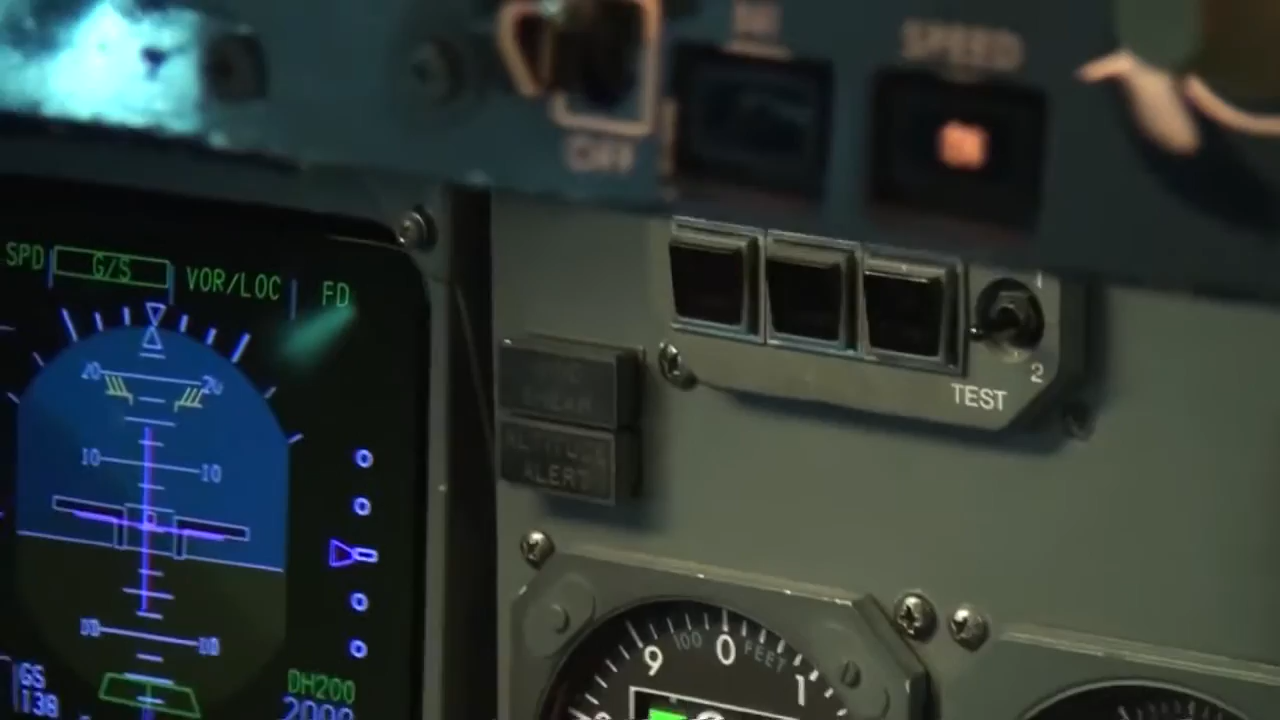 OFF
SPEED
SPD G/S VOR/LOC FD
20 20
10 10
10 10
GS
138
DH200
2000
ALTITUDE
ALERT
1
2
TEST
9 100 0 FEET 1